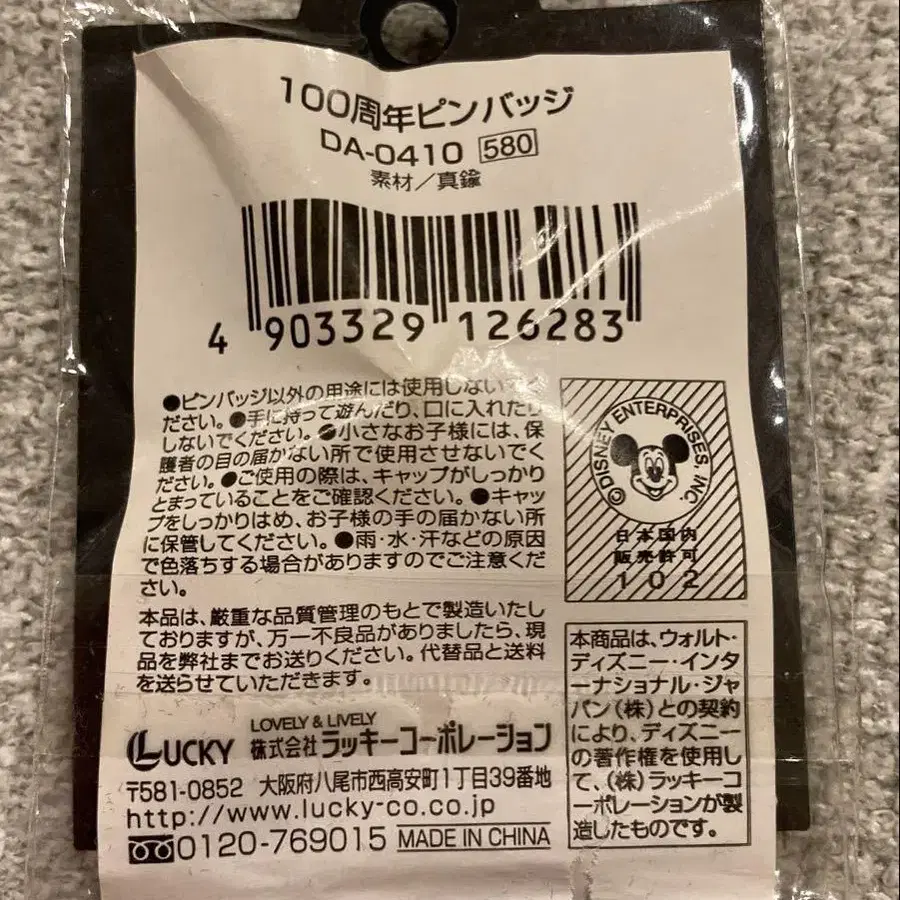 100周年ピンバッジ
DA-0410 580
素材／真鍮
4 903329 126283
●ピンバッジ以外の用途には使用しないでく
ださい。●手に持って遊んだり、口に入れたり
しないでください。●小さなお子様には、保
護者の目の届かない所で使用させないでく
ださい。●ご使用の際は、キャップがしっかり
とまっていることをご確認ください。●キャッ
プをしっかりはめ、お子様の手の届かない所
に保管してください。●雨・水・汗などの原因
で色落ちする場合がありますのでご注意くだ
さい。
本品は、厳重な品質管理のもとで製造いたし
ておりますが、万一不良品がありましたら、現
品を弊社までお送りください。代替品と送料
を送らせていただきます。
©DISNEY ENTERPRISES, INC.
日本国内
販売許可
102
本商品は、ウォルト・
ディズニー・インタ
ーナショナル・ジャ
パン(株)との契約
により、ディズニー
の著作権を使用し
て、(株)ラッキーコ
ーポレーションが製
造したものです。
LUCKY LOVELY & LIVELY
株式会社ラッキーコーポレーション
〒581-0852 大阪府八尾市西高安町1丁目39番地
http://www.lucky-co.co.jp
0120-769015 MADE IN CHINA